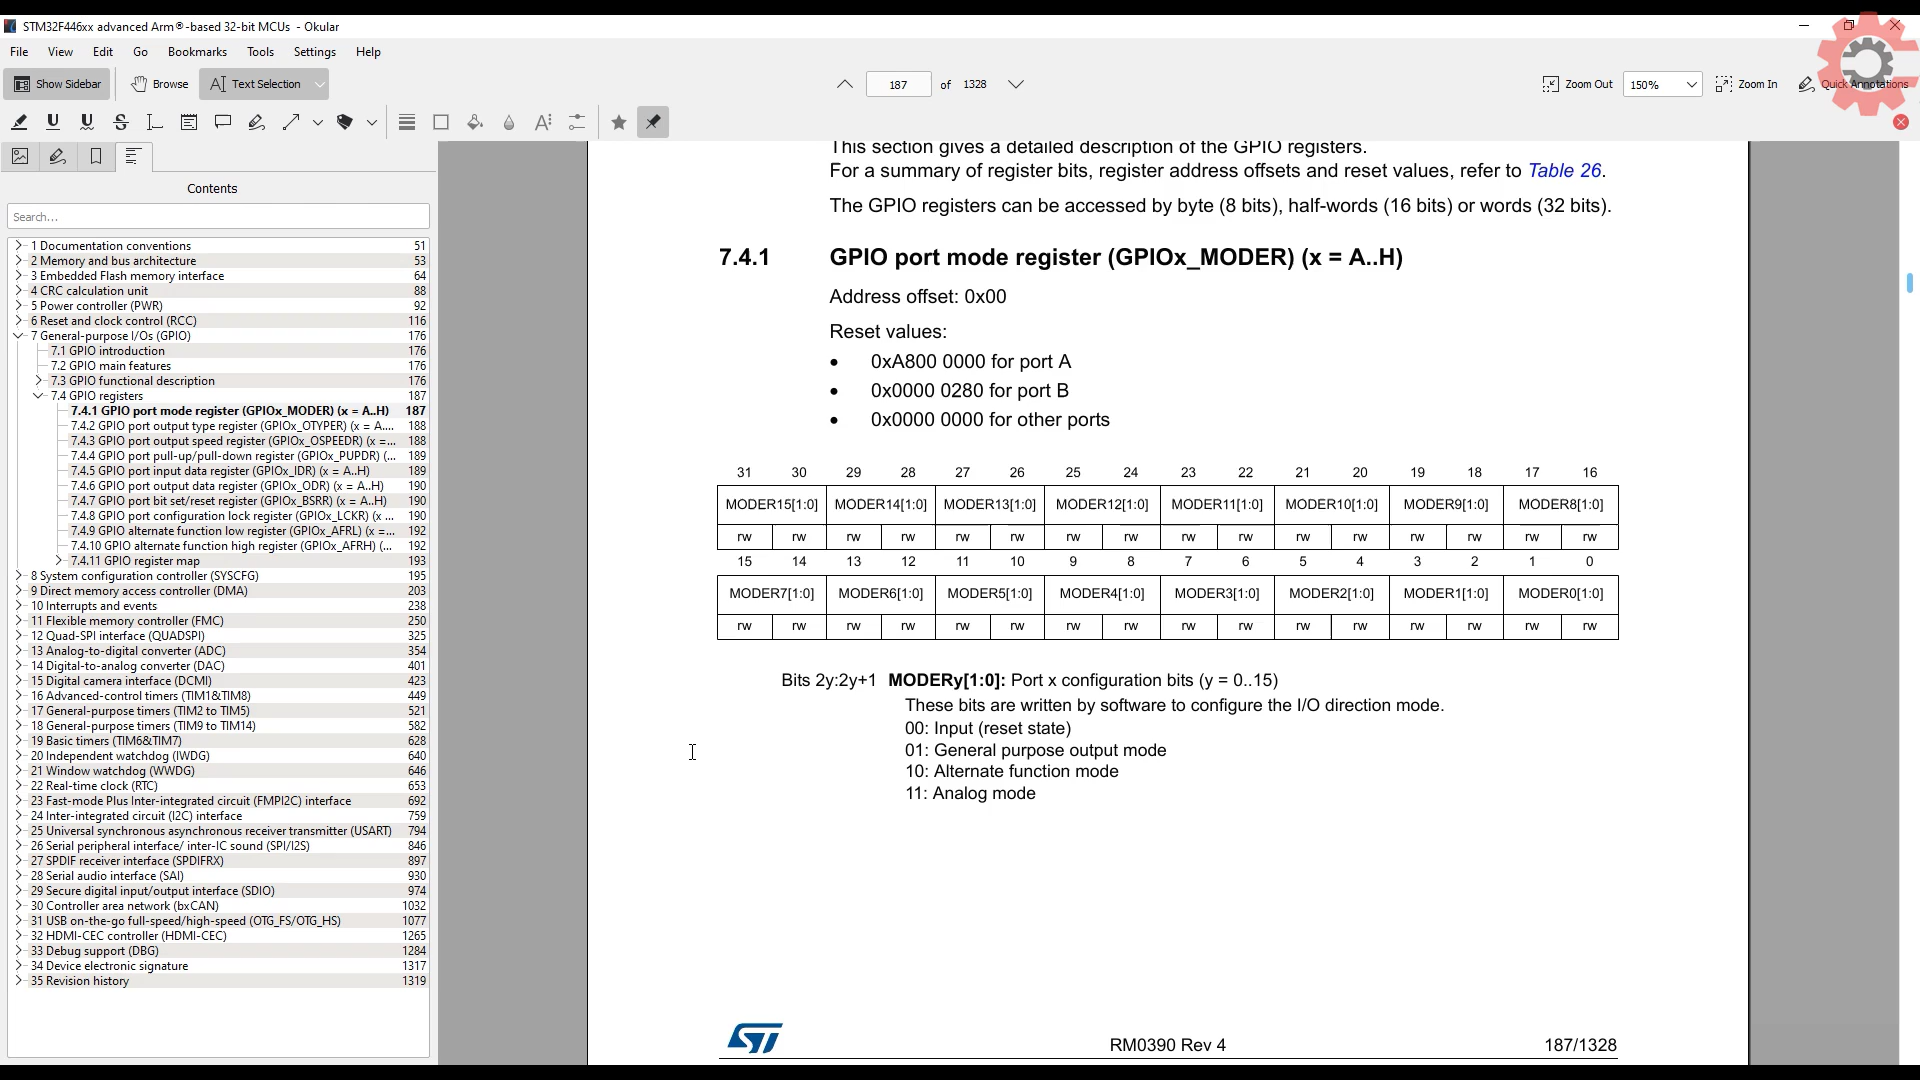 STM32F446xx advanced Arm®-based 32-bit MCUs - Okular
File View Edit Go Bookmarks Tools Settings Help
Show Sidebar Browse Text Selection 187 of 1328 Zoom Out 150% Zoom In Quick Annotations
Contents
Search...
1 Documentation conventions 51
2 Memory and bus architecture 53
3 Embedded Flash memory interface 64
4 CRC calculation unit 88
5 Power controller (PWR) 92
6 Reset and clock control (RCC) 116
7 General-purpose I/Os (GPIO) 176
7.1 GPIO introduction 176
7.2 GPIO main features 176
7.3 GPIO functional description 176
7.4 GPIO registers 187
7.4.1 GPIO port mode register (GPIOx_MODER) (x = A..H) 187
7.4.2 GPIO port output type register (GPIOx_OTYPER) (x = A.... 188
7.4.3 GPIO port output speed register (GPIOx_OSPEEDR) (x =... 188
7.4.4 GPIO port pull-up/pull-down register (GPIOx_PUPDR) (... 189
7.4.5 GPIO port input data register (GPIOx_IDR) (x = A..H) 189
7.4.6 GPIO port output data register (GPIOx_ODR) (x = A..H) 190
7.4.7 GPIO port bit set/reset register (GPIOx_BSRR) (x = A..H) 190
7.4.8 GPIO port configuration lock register (GPIOx_LCKR) (x ... 190
7.4.9 GPIO alternate function low register (GPIOx_AFRL) (x =... 192
7.4.10 GPIO alternate function high register (GPIOx_AFRH) (... 192
7.4.11 GPIO register map 193
8 System configuration controller (SYSCFG) 195
9 Direct memory access controller (DMA) 203
10 Interrupts and events 238
11 Flexible memory controller (FMC) 250
12 Quad-SPI interface (QUADSPI) 325
13 Analog-to-digital converter (ADC) 354
14 Digital-to-analog converter (DAC) 401
15 Digital camera interface (DCMI) 423
16 Advanced-control timers (TIM1&TIM8) 449
17 General-purpose timers (TIM2 to TIM5) 521
18 General-purpose timers (TIM9 to TIM14) 582
19 Basic timers (TIM6&TIM7) 628
20 Independent watchdog (IWDG) 640
21 Window watchdog (WWDG) 646
22 Real-time clock (RTC) 653
23 Fast-mode Plus Inter-integrated circuit (FMPI2C) interface 692
24 Inter-integrated circuit (I2C) interface 759
25 Universal synchronous asynchronous receiver transmitter (USART) 794
26 Serial peripheral interface/ inter-IC sound (SPI/I2S) 846
27 SPDIF receiver interface (SPDIFRX) 897
28 Serial audio interface (SAI) 930
29 Secure digital input/output interface (SDIO) 974
30 Controller area network (bxCAN) 1032
31 USB on-the-go full-speed/high-speed (OTG_FS/OTG_HS) 1077
32 HDMI-CEC controller (HDMI-CEC) 1265
33 Debug support (DBG) 1284
34 Device electronic signature 1317
35 Revision history 1319
This section gives a detailed description of the GPIO registers.
For a summary of register bits, register address offsets and reset values, refer to Table 26.
The GPIO registers can be accessed by byte (8 bits), half-words (16 bits) or words (32 bits).
7.4.1 GPIO port mode register (GPIOx_MODER) (x = A..H)
Address offset: 0x00
Reset values:
• 0xA800 0000 for port A
• 0x0000 0280 for port B
• 0x0000 0000 for other ports
31 30 29 28 27 26 25 24 23 22 21 20 19 18 17 16
MODER15[1:0] MODER14[1:0] MODER13[1:0] MODER12[1:0] MODER11[1:0] MODER10[1:0] MODER9[1:0] MODER8[1:0]
rw rw rw rw rw rw rw rw rw rw rw rw rw rw rw rw
15 14 13 12 11 10 9 8 7 6 5 4 3 2 1 0
MODER7[1:0] MODER6[1:0] MODER5[1:0] MODER4[1:0] MODER3[1:0] MODER2[1:0] MODER1[1:0] MODER0[1:0]
rw rw rw rw rw rw rw rw rw rw rw rw rw rw rw rw
Bits 2y:2y+1 MODERy[1:0]: Port x configuration bits (y = 0..15)
These bits are written by software to configure the I/O direction mode.
00: Input (reset state)
01: General purpose output mode
10: Alternate function mode
11: Analog mode
ST RM0390 Rev 4 187/1328